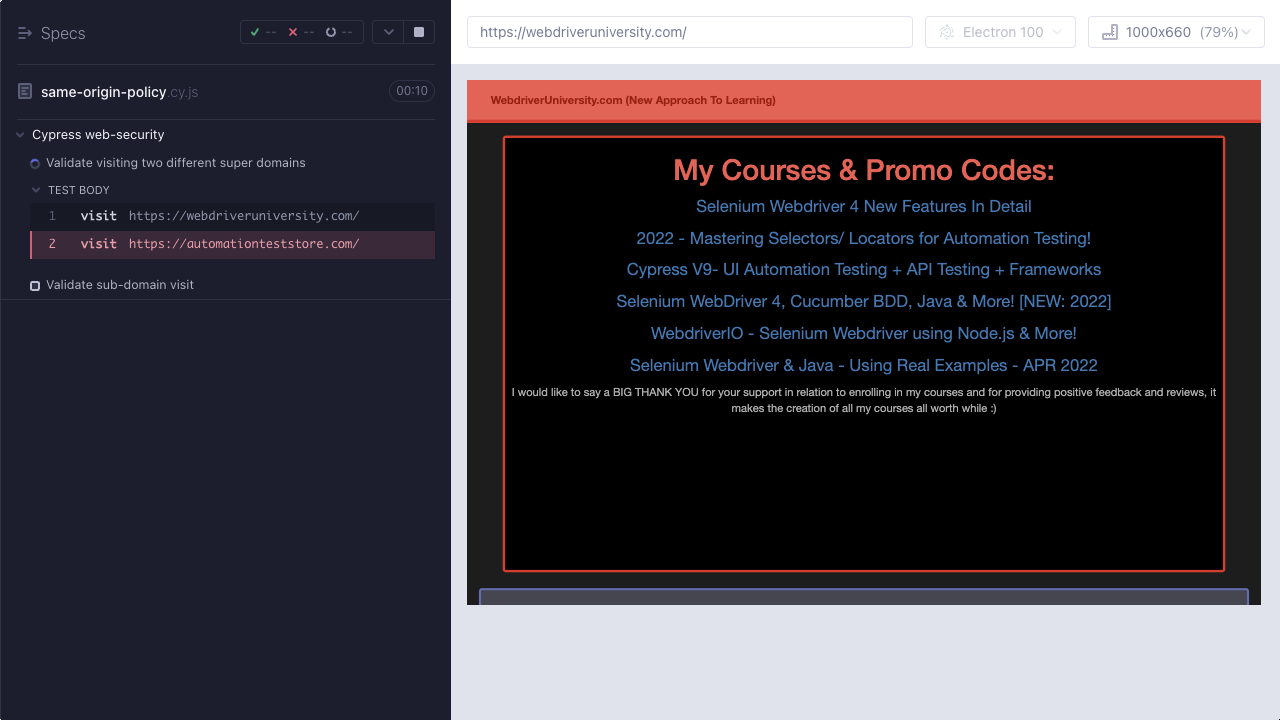 Specs
-- -- --
same-origin-policy.cy.js
00:10
Cypress web-security
Validate visiting two different super domains
TEST BODY
1 visit https://webdriveruniversity.com/
2 visit https://automationteststore.com/
Validate sub-domain visit
https://webdriveruniversity.com/
Electron 100
1000x660 (79%)
WebdriverUniversity.com (New Approach To Learning)
My Courses & Promo Codes:
Selenium Webdriver 4 New Features In Detail
2022 - Mastering Selectors/ Locators for Automation Testing!
Cypress V9- UI Automation Testing + API Testing + Frameworks
Selenium WebDriver 4, Cucumber BDD, Java & More! [NEW: 2022]
WebdriverIO - Selenium Webdriver using Node.js & More!
Selenium Webdriver & Java - Using Real Examples - APR 2022
I would like to say a BIG THANK YOU for your support in relation to enrolling in my courses and for providing positive feedback and reviews, it
makes the creation of all my courses all worth while :)